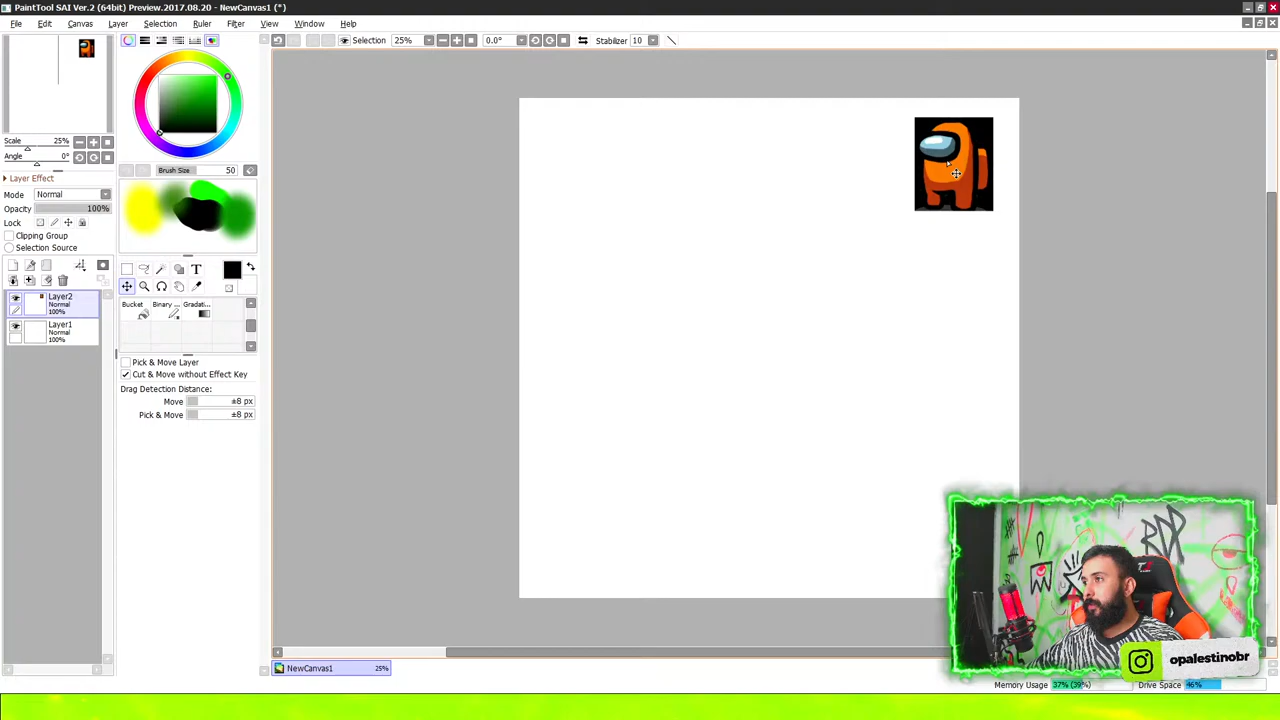 PaintTool SAI Ver.2 (64bit) Preview.2017.08.20 - NewCanvas1 (*)
File Edit Canvas Layer Selection Ruler Filter View Window Help
Selection 25% 0.0° Stabilizer 10
Scale 25%
Angle 0°
Layer Effect
Mode Normal
Opacity 100%
Lock
Clipping Group
Selection Source
Layer2
Normal
100%
Layer1
Normal
100%
Brush Size 50
T
Bucket Binary ... Gradati...
Pick & Move Layer
Cut & Move without Effect Key
Drag Detection Distance:
Move ±8 px
Pick & Move ±8 px
NewCanvas1 25%
opalestinobr
Memory Usage 37% (39%) Drive Space 46%